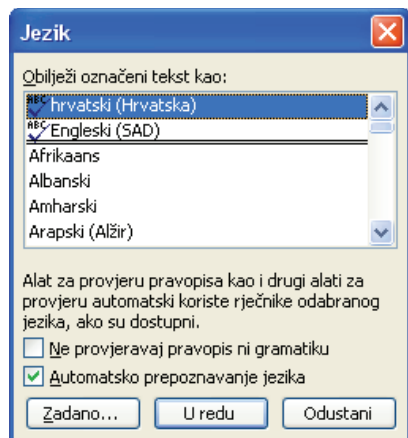 Jezik
Obilježi označeni tekst kao:
ABC hrvatski (Hrvatska)
ABC Engleski (SAD)
Afrikaans
Albanski
Amharski
Arapski (Alžir)
Alat za provjeru pravopisa kao i drugi alati za
provjeru automatski koriste rječnike odabranog
jezika, ako su dostupni.
Ne provjeravaj pravopis ni gramatiku
Automatsko prepoznavanje jezika
Zadano... U redu Odustani